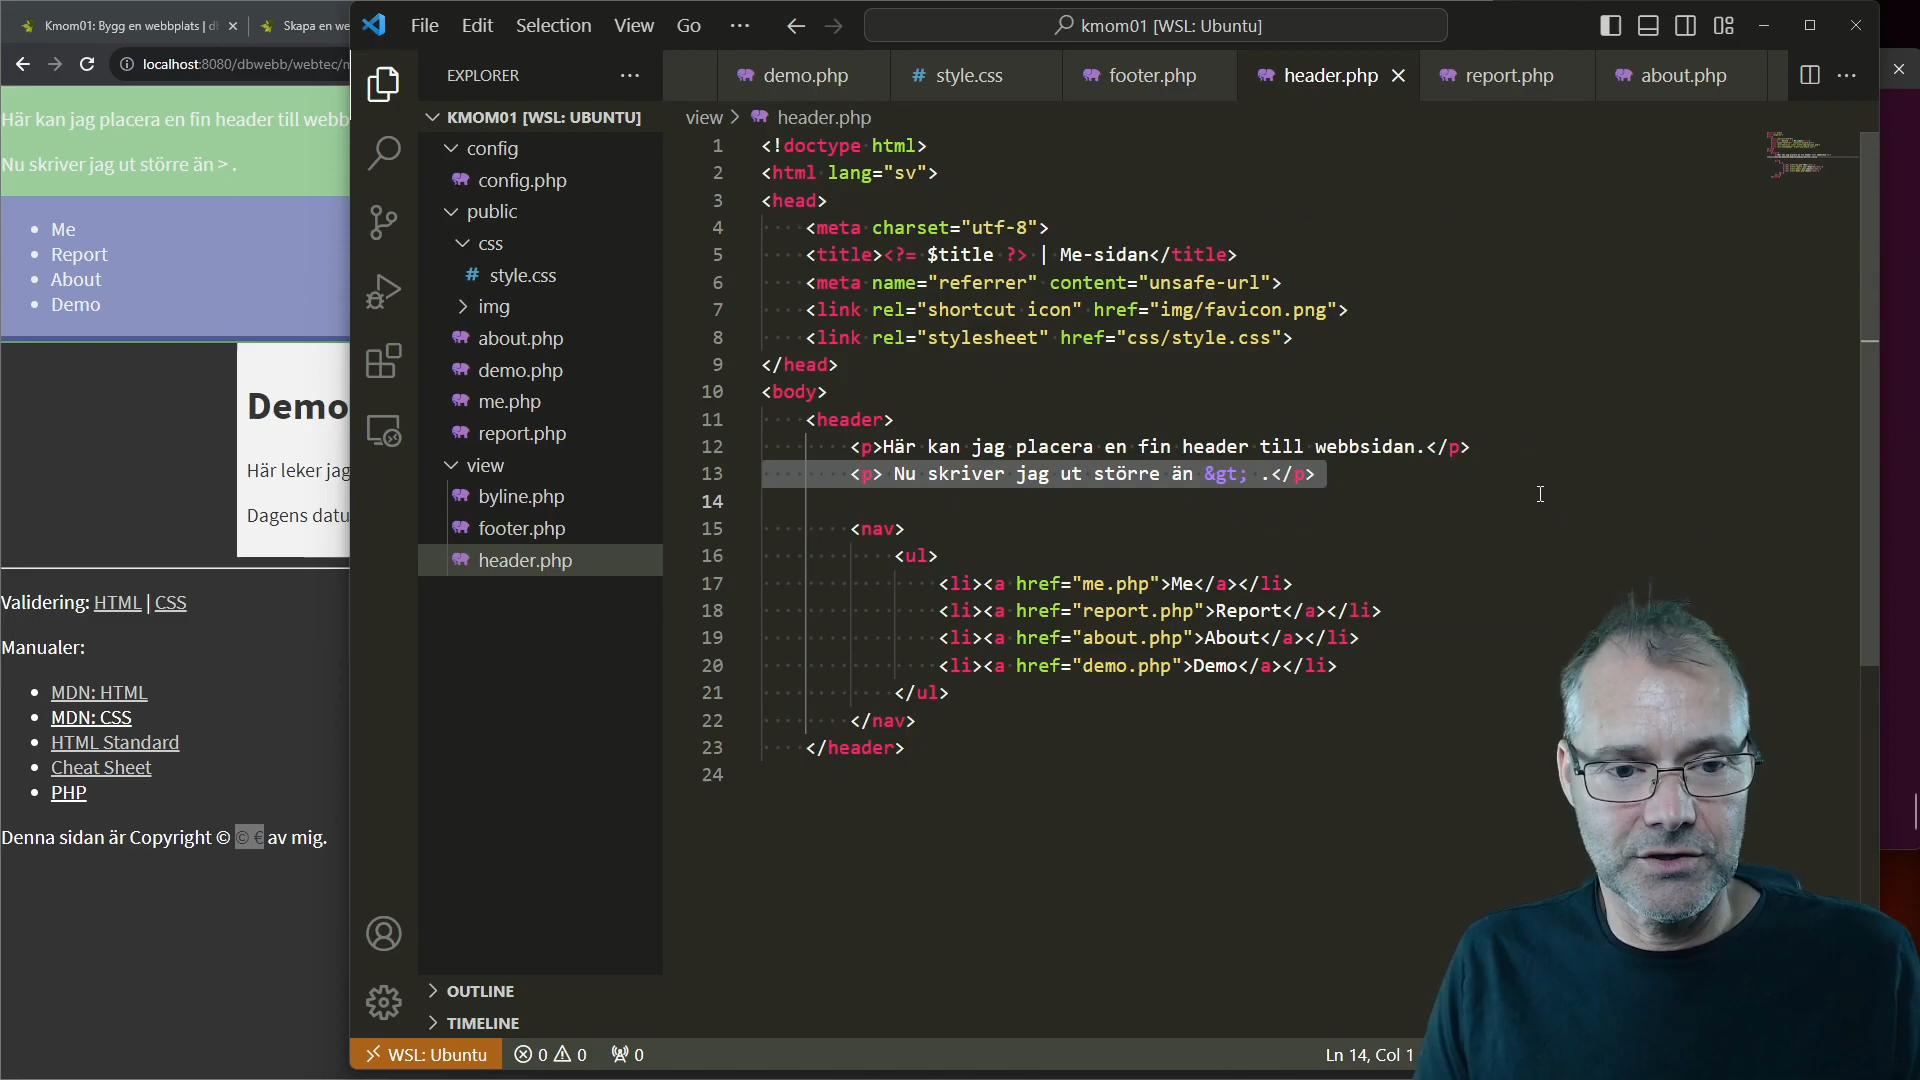 Kmom01: Bygg en webbplats | d
Skapa en we
localhost:8080/dbwebb/webtec/
Här kan jag placera en fin header till webb
Nu skriver jag ut större än > .
Me
Report
About
Demo
Demo
Här leker jag
Dagens datu
Validering: HTML | CSS
Manualer:
MDN: HTML
MDN: CSS
HTML Standard
Cheat Sheet
PHP
Denna sidan är Copyright © © € av mig.
File Edit Selection View Go ···
kmom01 [WSL: Ubuntu]
EXPLORER
KMOM01 [WSL: UBUNTU]
config
config.php
public
css
# style.css
img
about.php
demo.php
me.php
report.php
view
byline.php
footer.php
header.php
OUTLINE
TIMELINE
demo.php # style.css footer.php header.php report.php about.php
view > header.php
1 <!doctype html>
2 <html lang="sv">
3 <head>
4 <meta charset="utf-8">
5 <title><?= $title ?> | Me-sidan</title>
6 <meta name="referrer" content="unsafe-url">
7 <link rel="shortcut icon" href="img/favicon.png">
8 <link rel="stylesheet" href="css/style.css">
9 </head>
10 <body>
11 <header>
12 <p>Här kan jag placera en fin header till webbsidan.</p>
13 <p> Nu skriver jag ut större än &gt; .</p>
14
15 <nav>
16 <ul>
17 <li><a href="me.php">Me</a></li>
18 <li><a href="report.php">Report</a></li>
19 <li><a href="about.php">About</a></li>
20 <li><a href="demo.php">Demo</a></li>
21 </ul>
22 </nav>
23 </header>
24
WSL: Ubuntu 0 0 0 Ln 14, Col 1